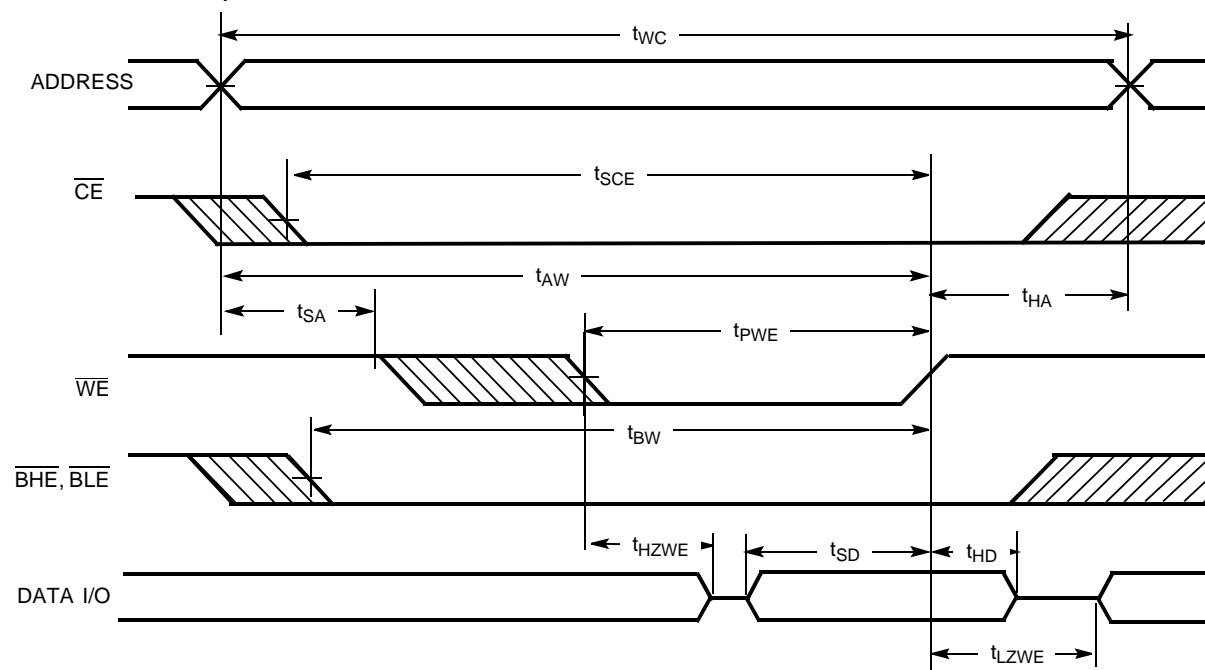 tWC
ADDRESS
tSCE
CE
tAW
tSA
tHA
tPWE
WE
tBW
BHE, BLE
tHZWE
tSD
tHD
DATA I/O
tLZWE